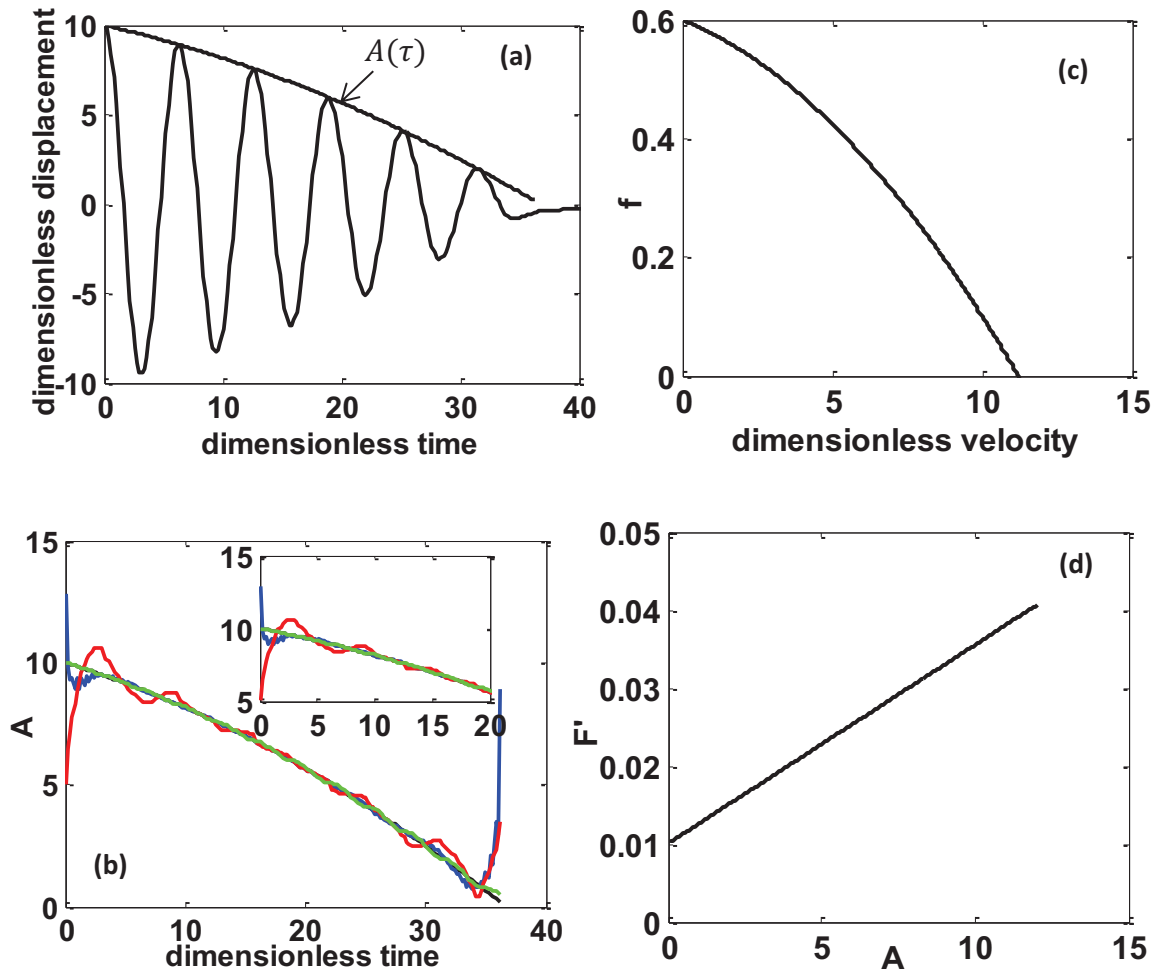 10
5
0
-5
-10
dimensionless displacement
A(τ)
(a)
0 10 20 30 40
dimensionless time
0.6
0.4
0.2
0
f
(c)
0 5 10 15
dimensionless velocity
15
10
5
0
A
15
10
5
0 5 10 15 20
(b)
0 10 20 30 40
dimensionless time
0.05
0.04
0.03
0.02
0.01
0
F'
(d)
0 5 10 15
A